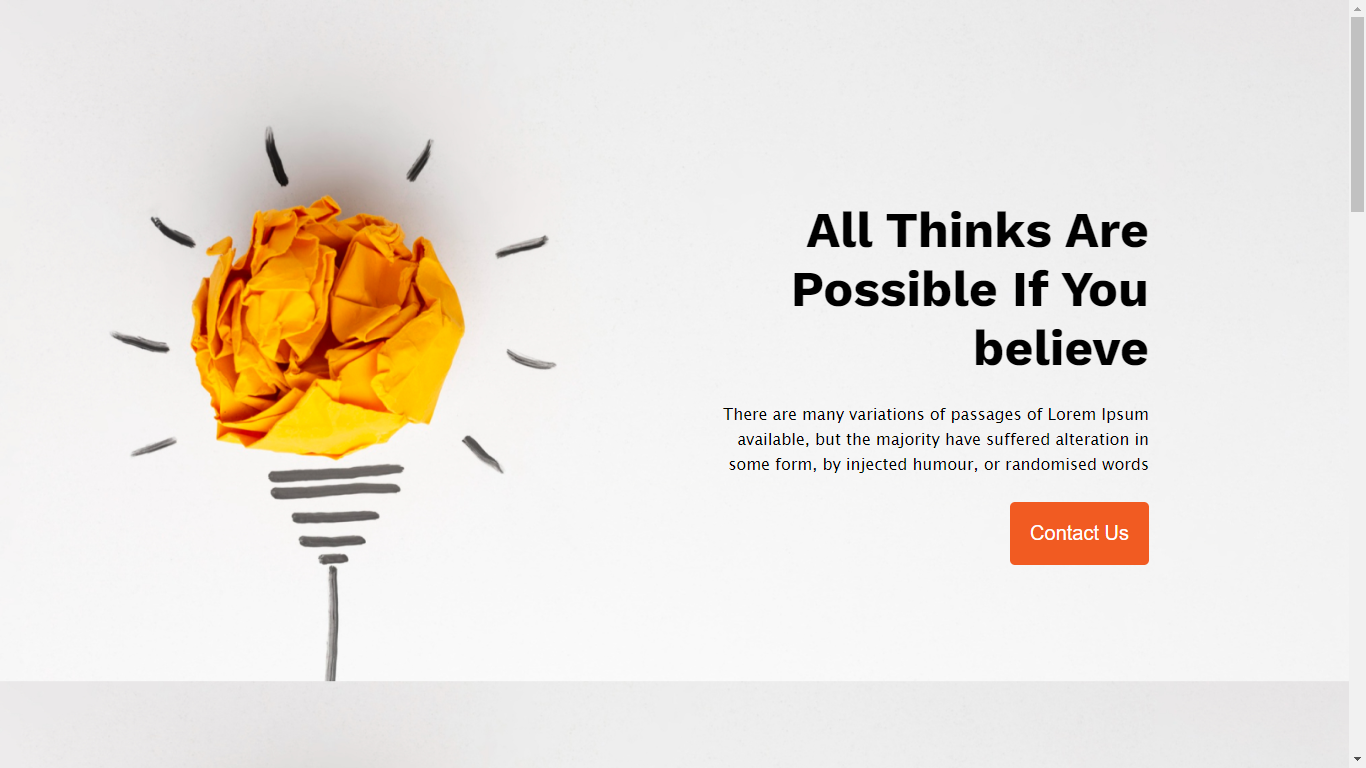 All Thinks Are
Possible If You
believe
There are many variations of passages of Lorem Ipsum
available, but the majority have suffered alteration in
some form, by injected humour, or randomised words
Contact Us